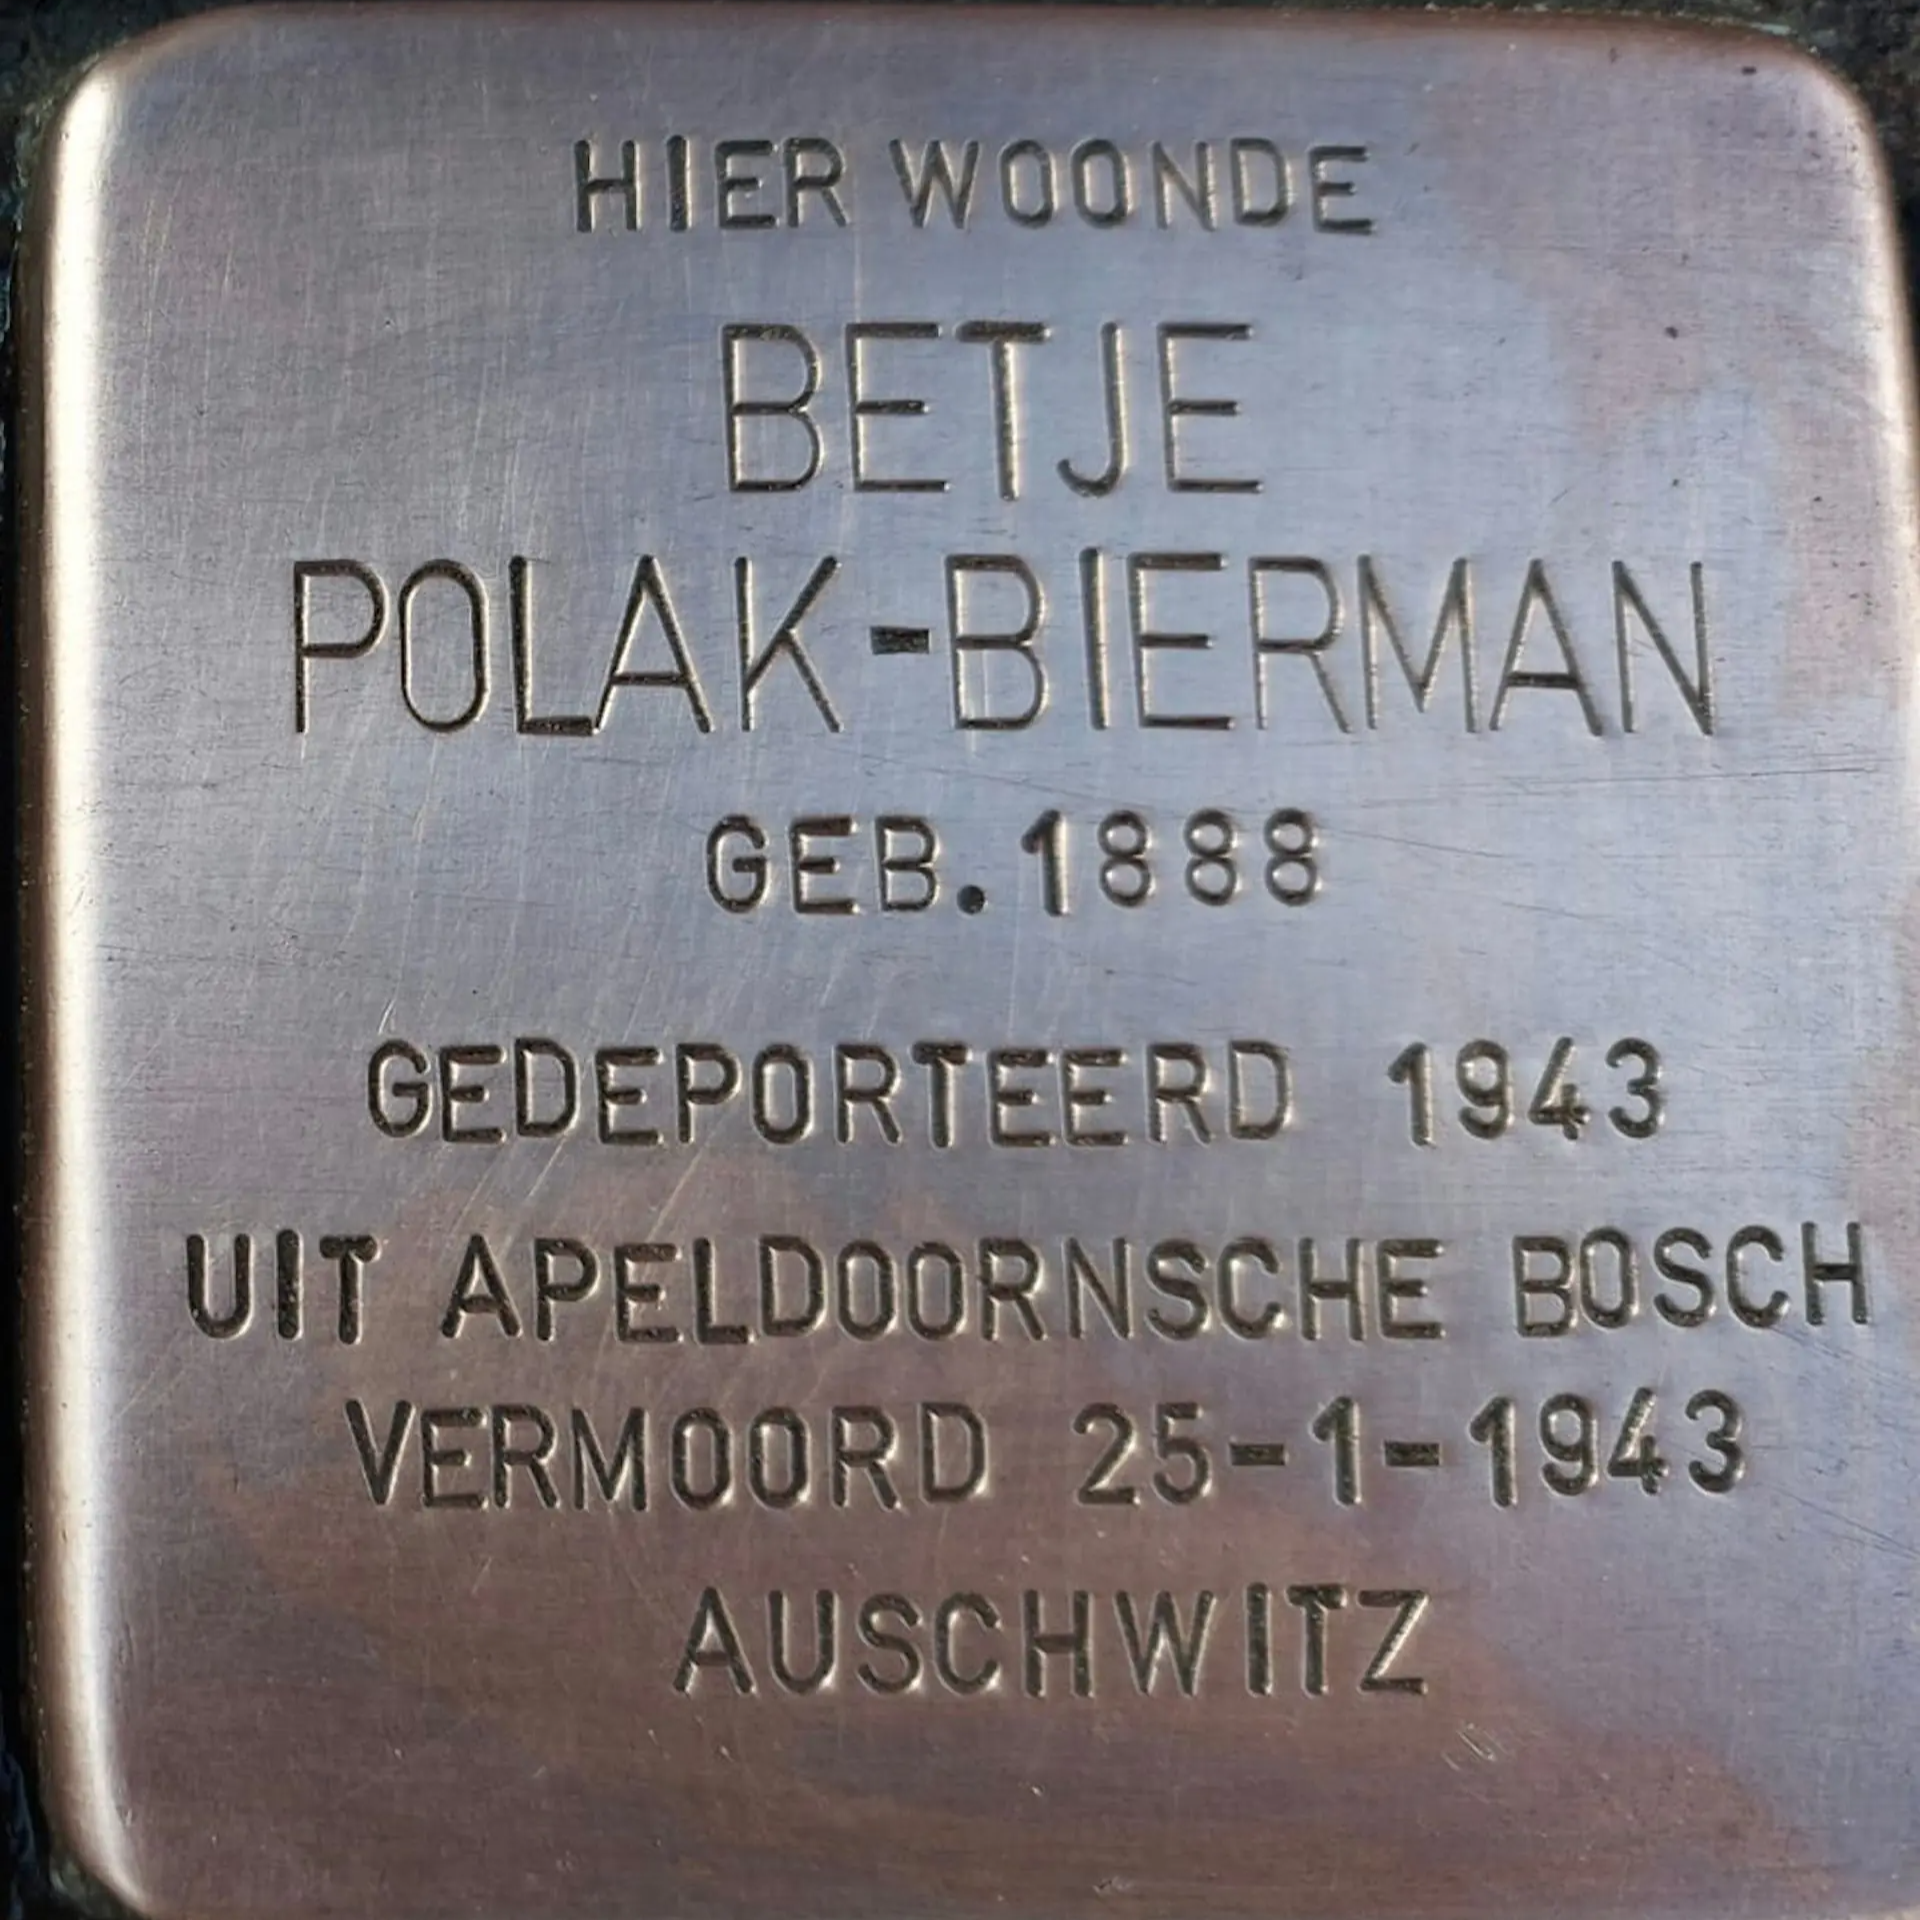 HIER WOONDE
BETJE
POLAK-BIERMAN
GEB. 1888
GEDEPORTEERD 1943
UIT APELDOORNSCHE BOSCH
VERMOORD 25-1-1943
AUSCHWITZ